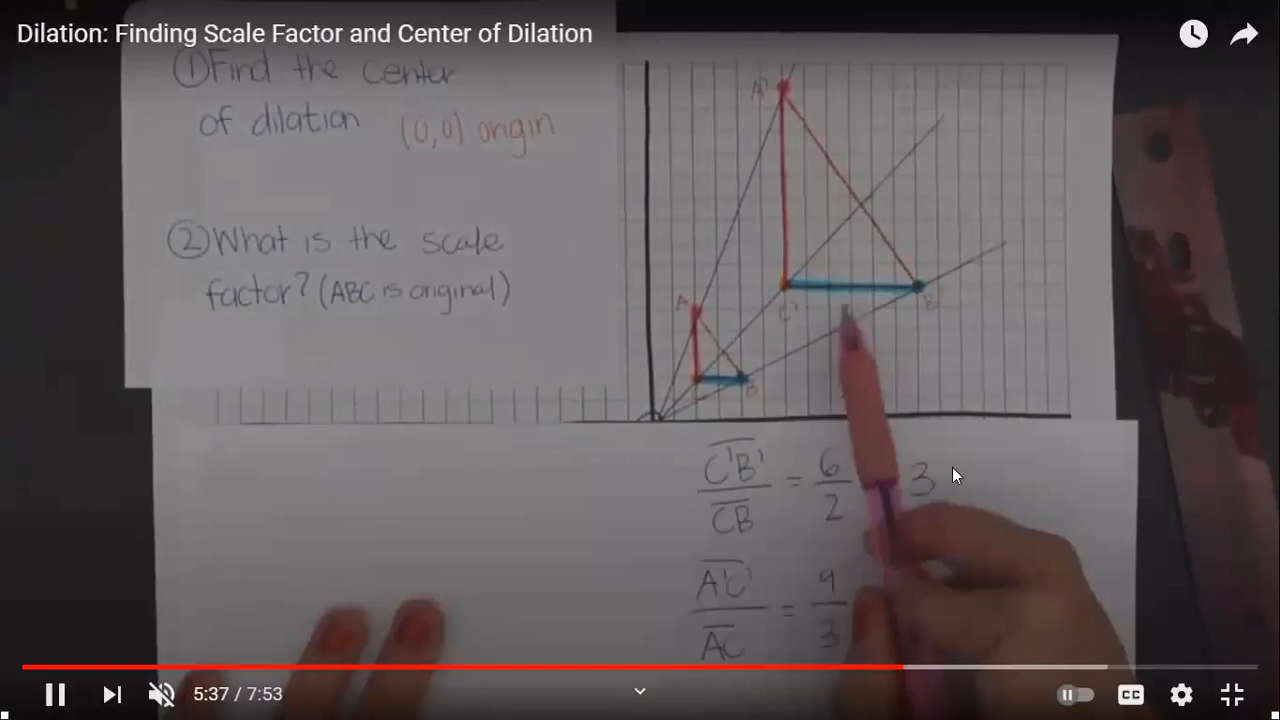 Dilation: Finding Scale Factor and Center of Dilation
①Find the center
of dilation (0,0) origin
②What is the scale
factor? (ABC is original)
A'
A
C'
B
B
C'B' / CB = 6/2 3
A'C' / AC = 9/3
5:37 / 7:53
CC